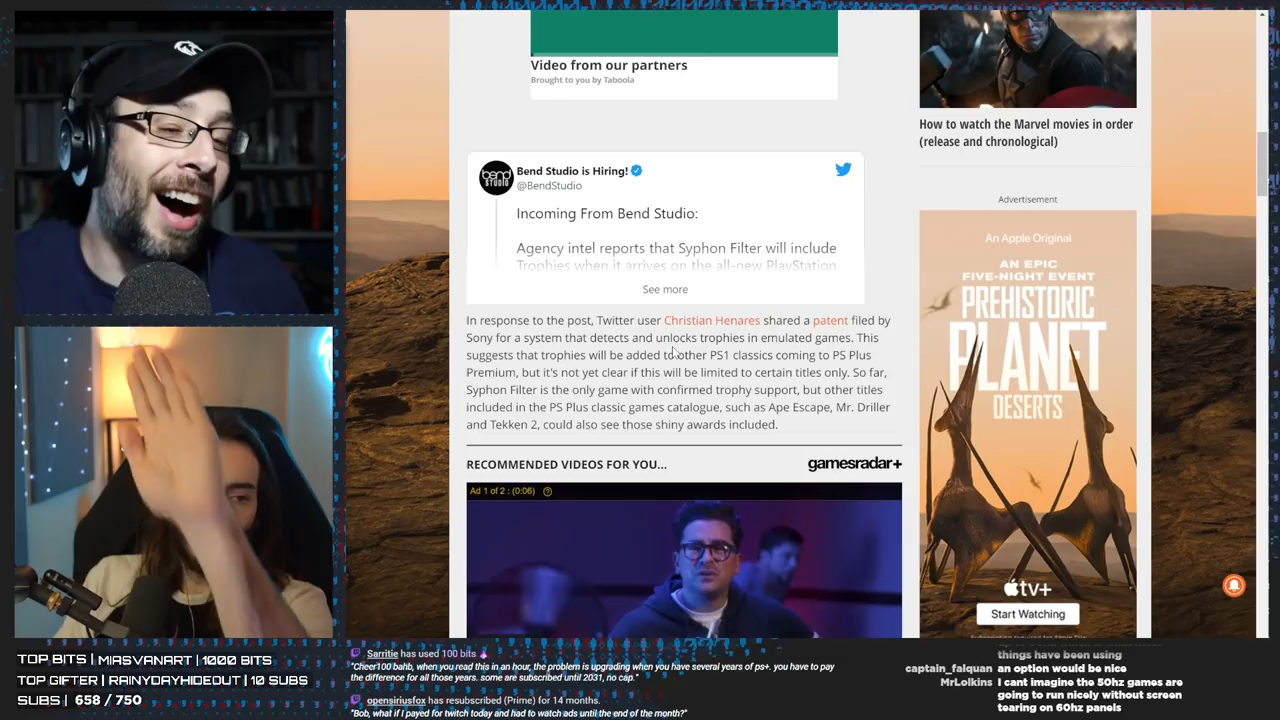 Video from our partners
Brought to you by Taboola
Bend Studio is Hiring!
@BendStudio
bend
STUDIO
Incoming From Bend Studio:
Agency intel reports that Syphon Filter will include
Trophies when it arrives on the all-new PlayStation
See more
In response to the post, Twitter user Christian Henares shared a patent filed by
Sony for a system that detects and unlocks trophies in emulated games. This
suggests that trophies will be added to other PS1 classics coming to PS Plus
Premium, but it's not yet clear if this will be limited to certain titles only. So far,
Syphon Filter is the only game with confirmed trophy support, but other titles
included in the PS Plus classic games catalogue, such as Ape Escape, Mr. Driller
and Tekken 2, could also see those shiny awards included.
RECOMMENDED VIDEOS FOR YOU...
gamesradar+
Ad 1 of 2 : (0:06)
How to watch the Marvel movies in order
(release and chronological)
Advertisement
An Apple Original
AN EPIC
FIVE-NIGHT EVENT
PREHISTORIC
PLANET
DESERTS
tv+
Start Watching
TOP BITS | MIASVANART | 1000 BITS
TOP GIFTER | RAINYDAYHIDEOUT | 10 SUBS
SUBS | 658 / 750
Sarritie has used 100 bits
"Cheer100 bahb, when you read this in an hour, the problem is upgrading when you have several years of ps+. you have to pay
the difference for all those years. some are subscribed until 2031, no cap."
opensiriusfox has resubscribed (Prime) for 14 months.
"Bob, what if I payed for twitch today and had to watch ads until the end of the month?"
things have been using
captain_falquan an option would be nice
MrLolkins I cant imagine the 50hz games are
going to run nicely without screen
tearing on 60hz panels